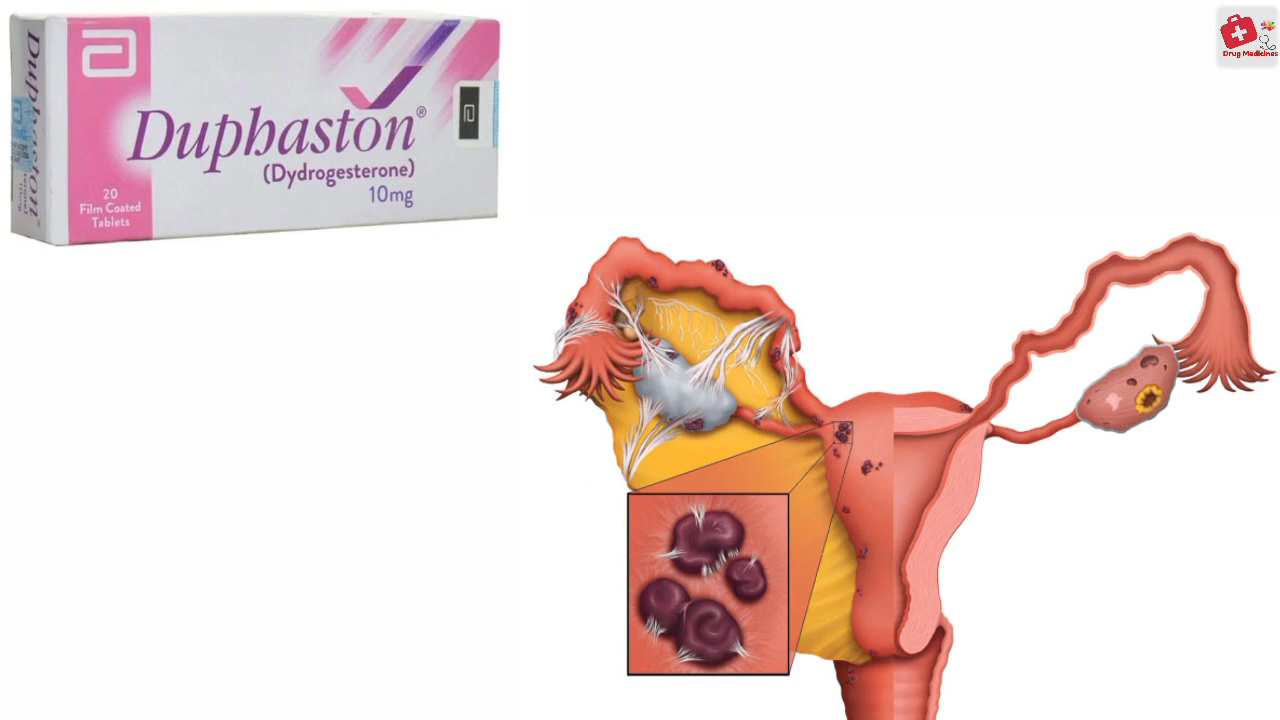 Duphaston®
(Dydrogesterone)
10mg
20
Film Coated
Tablets
Duphaston®
Drug Medicines